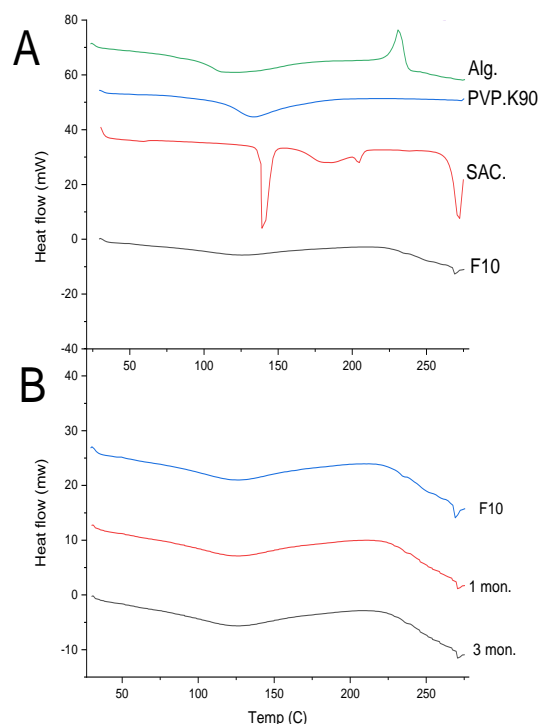 A
Heat flow (mW)
80
60
40
20
0
-20
-40
Alg.
PVP.K90
SAC.
F10
50
100
150
200
250
B
Heat flow (mw)
40
30
20
10
0
-10
F10
1 mon.
3 mon.
50
100
150
200
250
Temp (C)